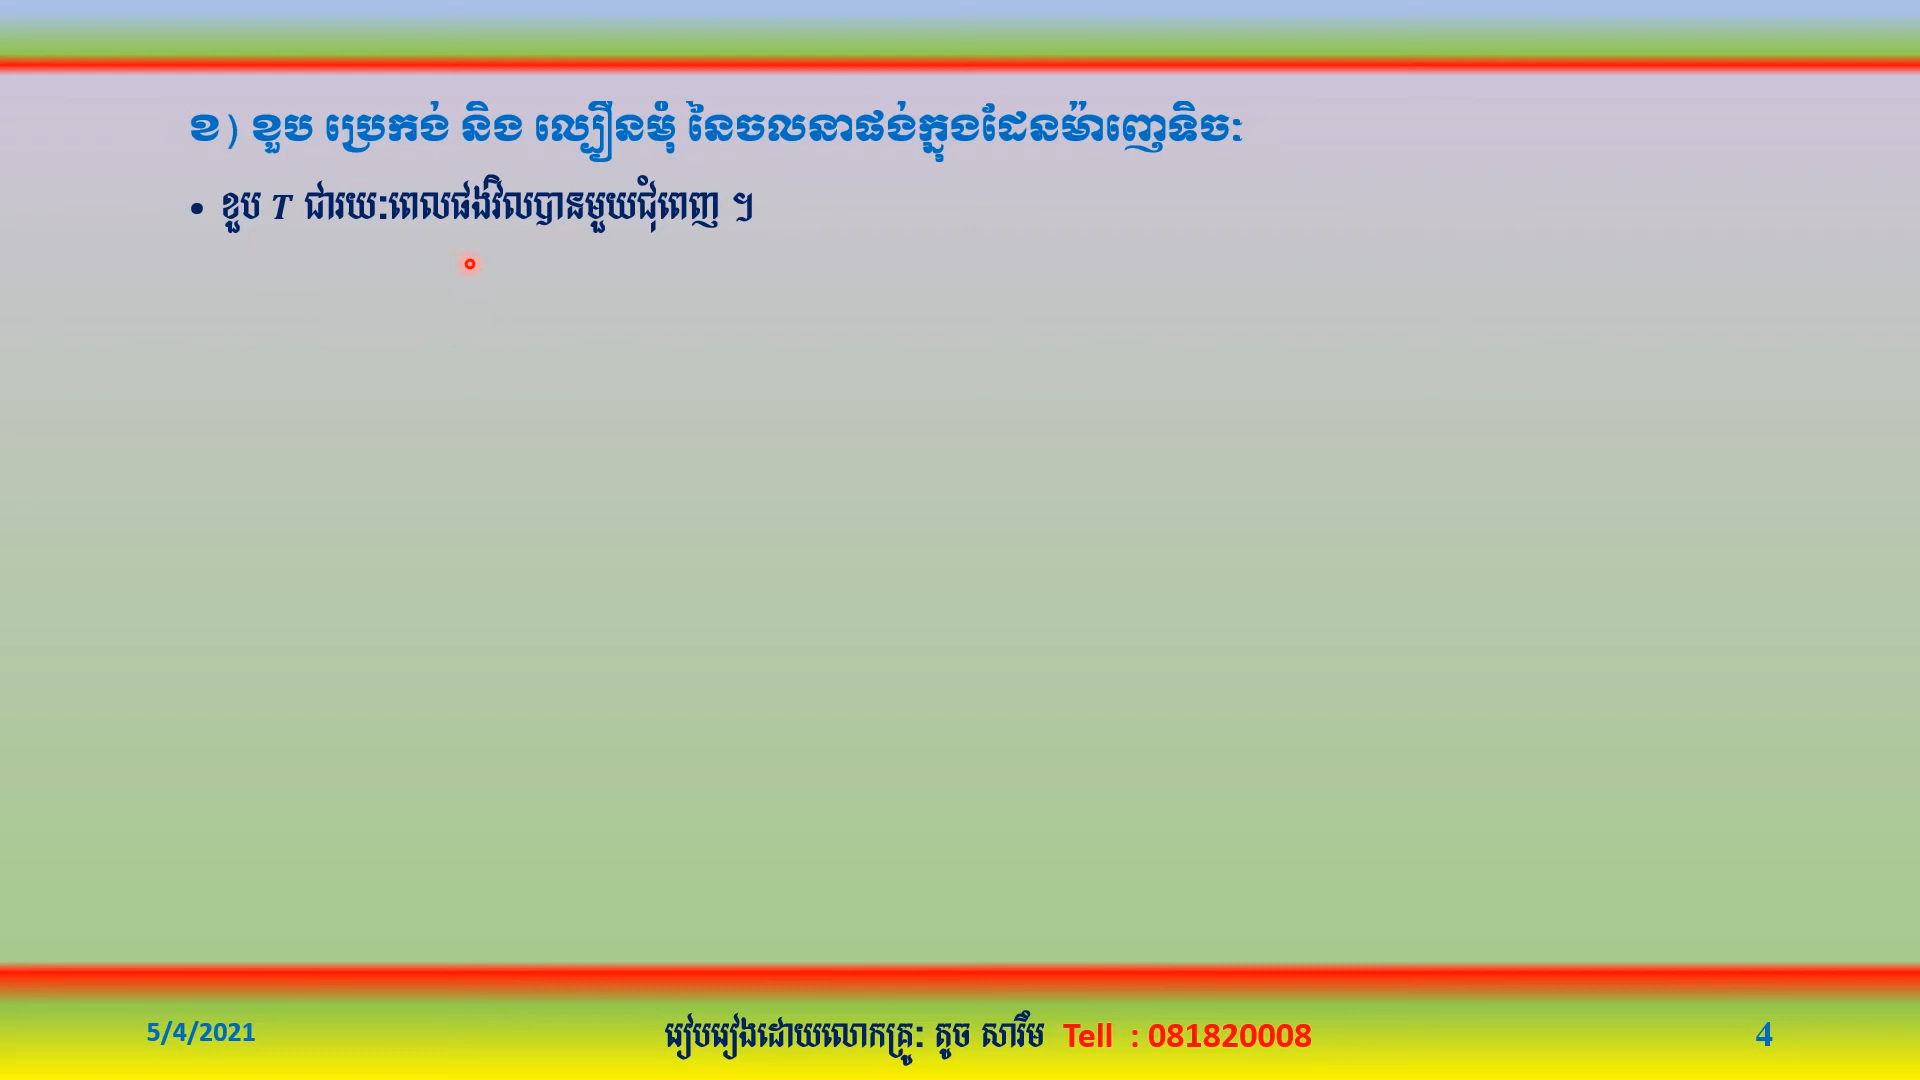 ខ) ខួប ប្រេកង់ និង ល្បឿនមុំ នៃចលនាផង់ក្នុងដែនម៉ាញេទិចៈ
• ខួប T ជារយៈពេលផង់វិលបានមួយជុំពេញ ។
5/4/2021
រៀបរៀងដោយលោកគ្រូ: តូច សារឹម Tell : 081820008
4